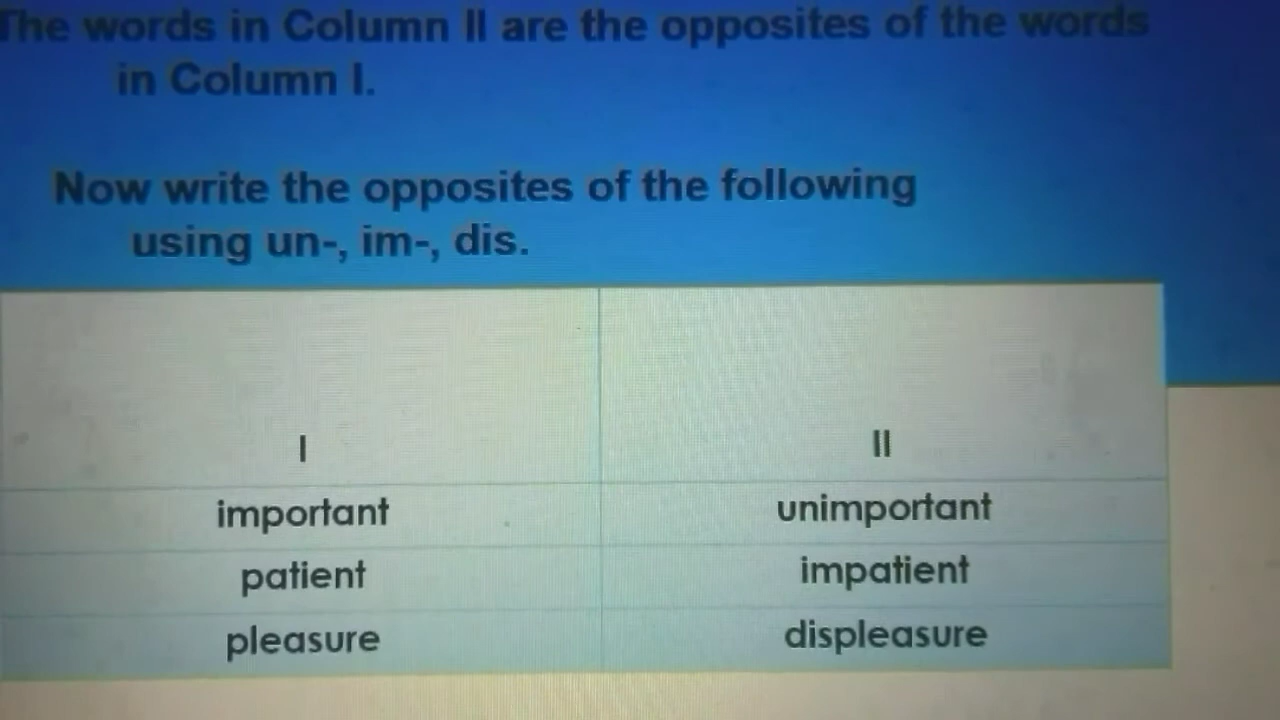 The words in Column II are the opposites of the words
in Column I.
Now write the opposites of the following
using un-, im-, dis.
I II
important unimportant
patient impatient
pleasure displeasure